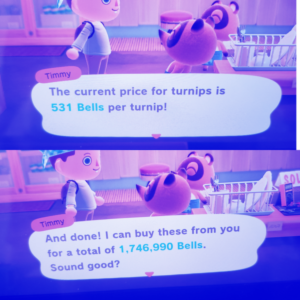 Timmy
The current price for turnips is
531 Bells per turnip!
Timmy
And done! I can buy these from you
for a total of 1,746,990 Bells.
Sound good?